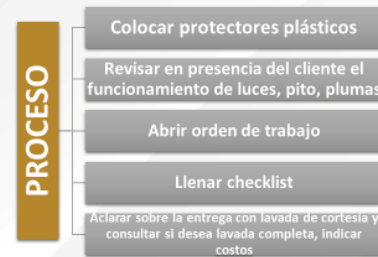 PROCESO
Colocar protectores plásticos
Revisar en presencia del cliente el
funcionamiento de luces, pito, plumas
Abrir orden de trabajo
Llenar checklist
Aclarar sobre la entrega con lavada de cortesía y
consultar si desea lavada completa, indicar
costos